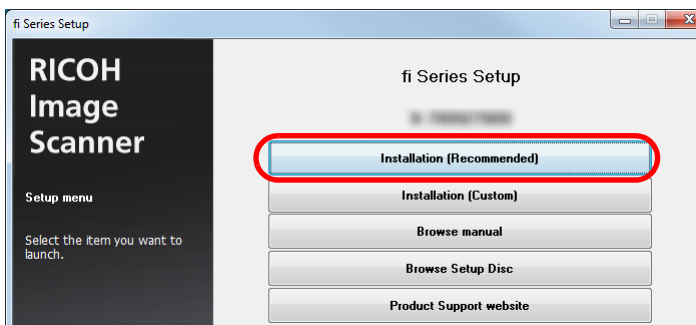 fi Series Setup
RICOH
Image
Scanner
Setup menu
Select the item you want to
launch.
fi Series Setup
Installation (Recommended)
Installation (Custom)
Browse manual
Browse Setup Disc
Product Support website